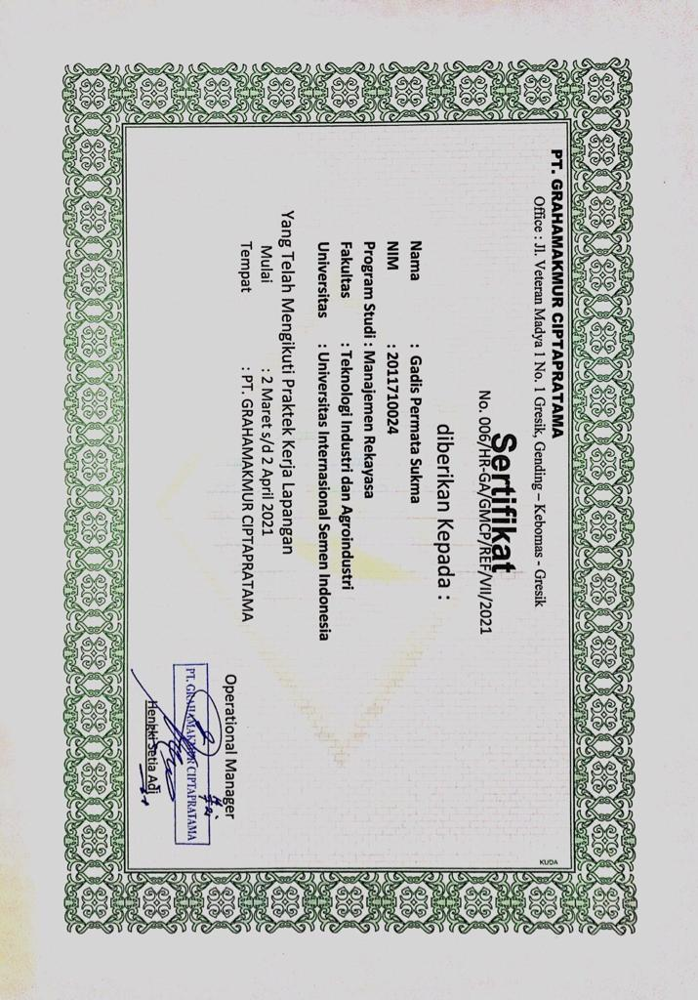 PT. GRAHAMAKMUR CIPTAPRATAMA
Office : Jl. Veteran Madya 1 No. 1 Gresik, Gending – Kebomas - Gresik
Sertifikat
No. 006/HR-GA/GMCP/REF/VII/2021
diberikan Kepada :
Nama : Gadis Permata Sukma
NIM : 2011710024
Program Studi : Manajemen Rekayasa
Fakultas : Teknologi Industri dan Agroindustri
Universitas : Universitas Internasional Semen Indonesia
Yang Telah Mengikuti Praktek Kerja Lapangan
Mulai : 2 Maret s/d 2 April 2021
Tempat : PT. GRAHAMAKMUR CIPTAPRATAMA
Operational Manager
PT. GRAHAMAKMUR CIPTAPRATAMA
Hengki Setia Adj
KUDA